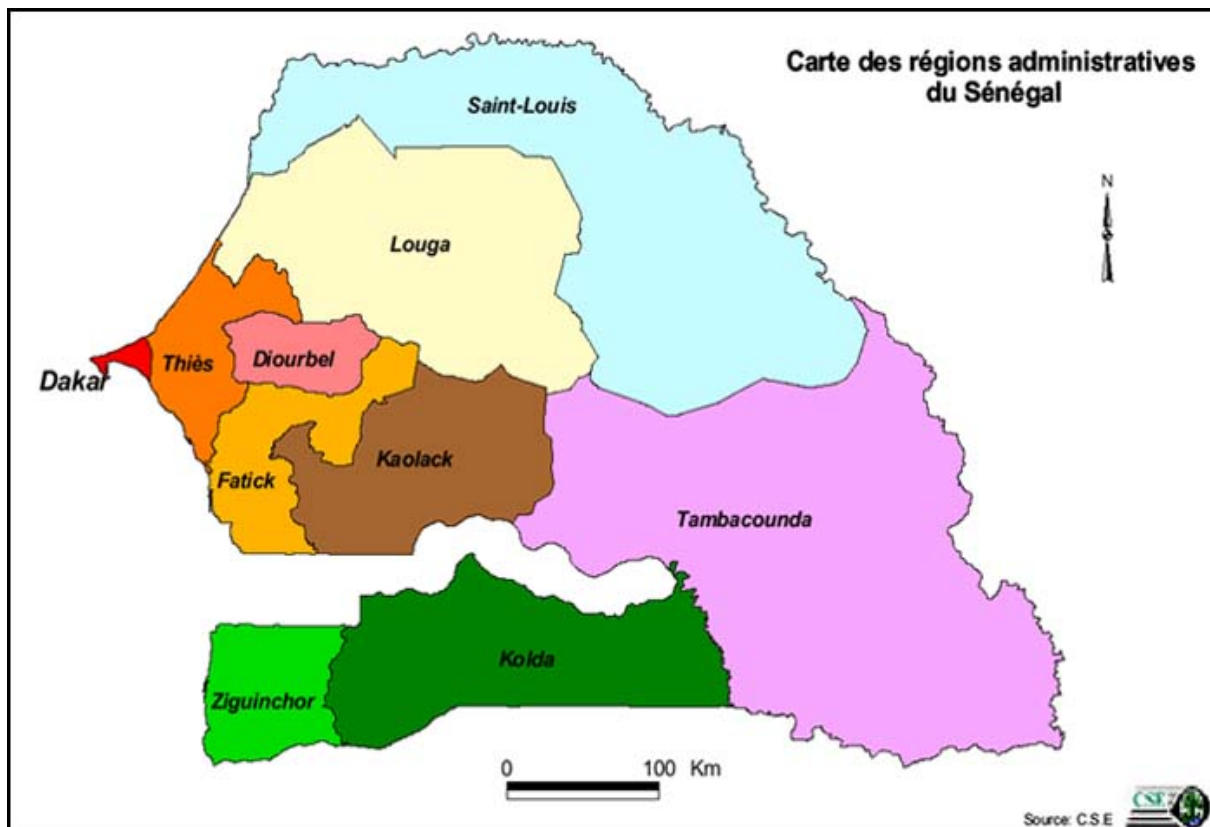 Carte des régions administratives
du Sénégal
N
Saint-Louis
Louga
Thiès
Diourbel
Dakar
Fatick
Kaolack
Tambacounda
Kolda
Ziguinchor
0 100 Km
Source: C.S.E
CSE